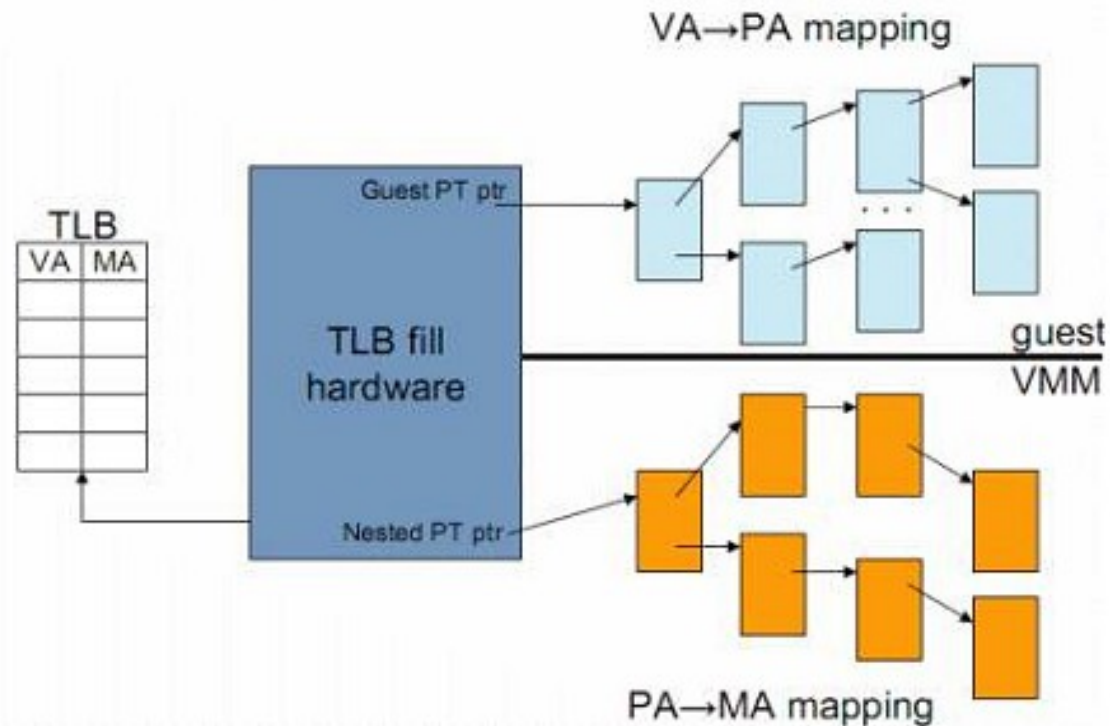 VA→PA mapping
Guest PT ptr
TLB
VA MA
TLB fill
hardware
guest
VMM
. . .
Nested PT ptr
PA→MA mapping